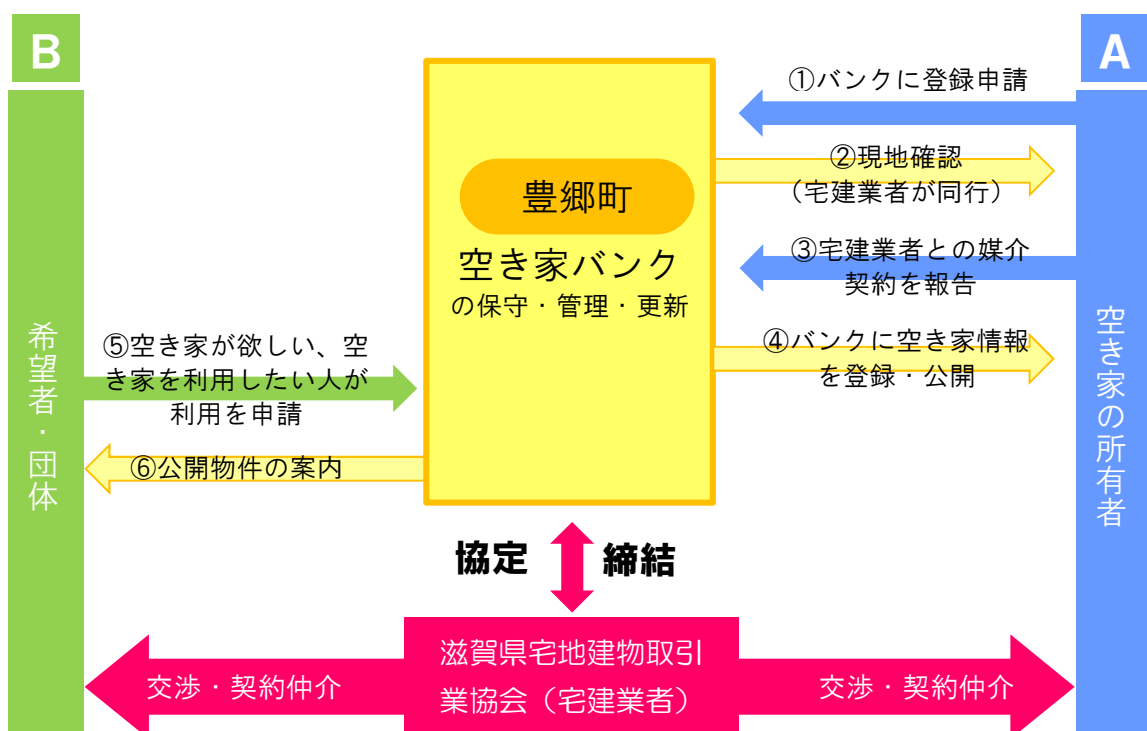 B
A
①バンクに登録申請
②現地確認
（宅建業者が同行）
豊郷町
空き家バンク
の保守・管理・更新
③宅建業者との媒介
契約を報告
④バンクに空き家情報
を登録・公開
⑤空き家が欲しい、空
き家を利用したい人が
利用を申請
⑥公開物件の案内
希望者・団体
空き家の所有者
協定 締結
滋賀県宅地建物取引
業協会（宅建業者）
交渉・契約仲介
交渉・契約仲介